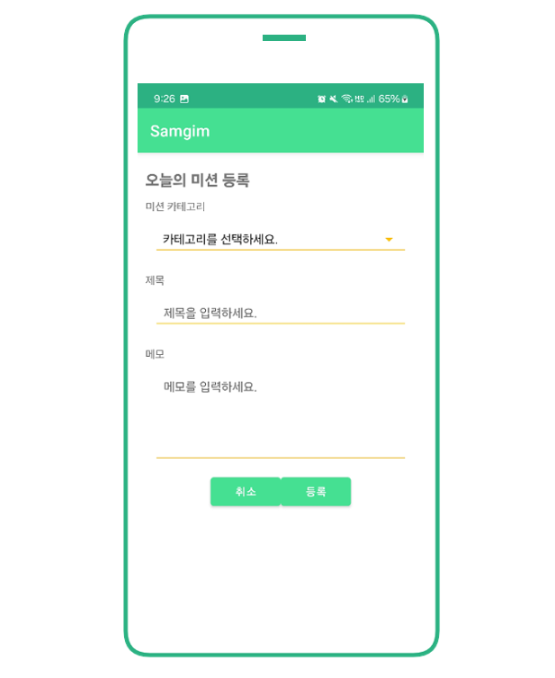 9:26
65%
Samgim
오늘의 미션 등록
미션 카테고리
카테고리를 선택하세요.
제목
제목을 입력하세요.
메모
메모를 입력하세요.
취소 등록